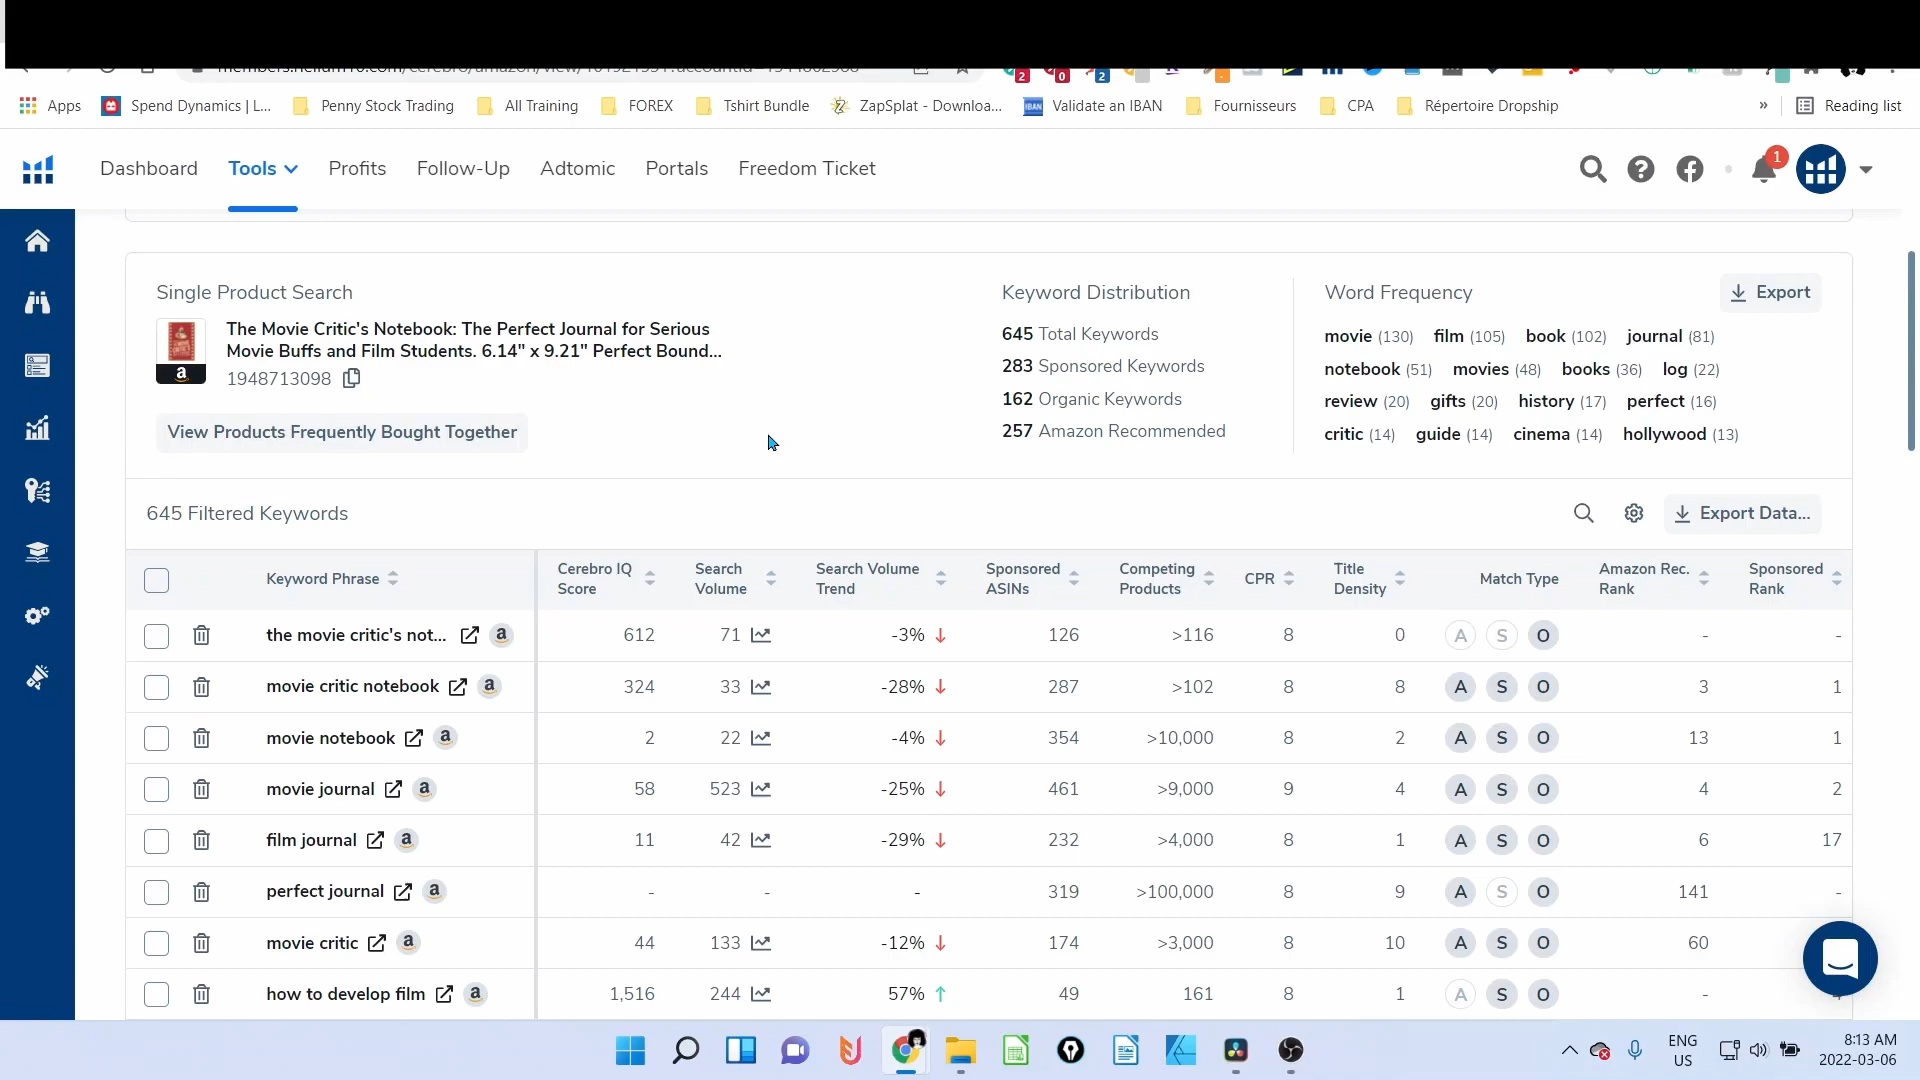 Apps Spend Dynamics | L... Penny Stock Trading All Training FOREX Tshirt Bundle ZapSplat - Downloa... Validate an IBAN Fournisseurs CPA Répertoire Dropship » Reading list
Dashboard Tools Profits Follow-Up Adtomic Portals Freedom Ticket 1
Single Product Search
The Movie Critic's Notebook: The Perfect Journal for Serious
Movie Buffs and Film Students. 6.14" x 9.21" Perfect Bound...
1948713098
View Products Frequently Bought Together
Keyword Distribution
645 Total Keywords
283 Sponsored Keywords
162 Organic Keywords
257 Amazon Recommended
Word Frequency
Export
movie (130) film (105) book (102) journal (81)
notebook (51) movies (48) books (36) log (22)
review (20) gifts (20) history (17) perfect (16)
critic (14) guide (14) cinema (14) hollywood (13)
645 Filtered Keywords
Export Data...
Keyword Phrase Cerebro IQ Score Search Volume Search Volume Trend Sponsored ASINs Competing Products CPR Title Density Match Type Amazon Rec. Rank Sponsored Rank
the movie critic's not... a 612 71 -3% 126 >116 8 0 A S O - -
movie critic notebook a 324 33 -28% 287 >102 8 8 A S O 3 1
movie notebook a 2 22 -4% 354 >10,000 8 2 A S O 13 1
movie journal a 58 523 -25% 461 >9,000 9 4 A S O 4 2
film journal a 11 42 -29% 232 >4,000 8 1 A S O 6 17
perfect journal a - - - 319 >100,000 8 9 A S O 141 -
movie critic a 44 133 -12% 174 >3,000 8 10 A S O 60
how to develop film a 1,516 244 57% 49 161 8 1 A S O -
ENG
US
8:13 AM
2022-03-06